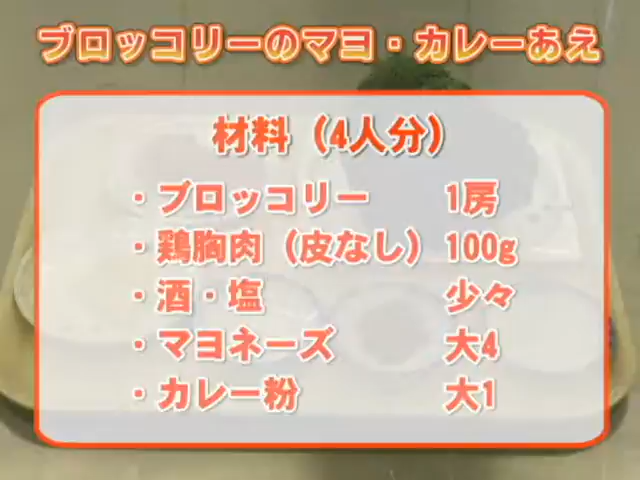 ブロッコリーのマヨ・カレーあえ
材料（4人分）
・ブロッコリー 1房
・鶏胸肉（皮なし） 100g
・酒・塩 少々
・マヨネーズ 大4
・カレー粉 大1